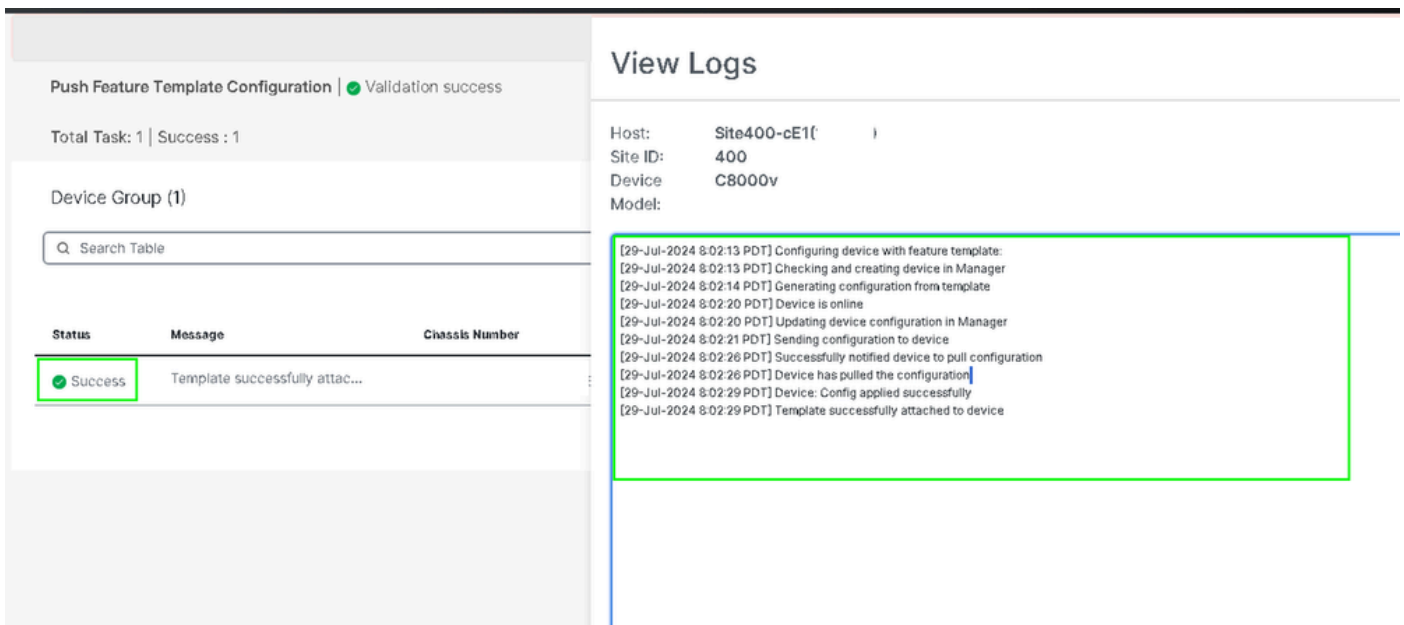 Push Feature Template Configuration | Validation success
Total Task: 1 | Success : 1
Device Group (1)
Search Table
Status Message Chassis Number
Success Template successfully attac...
View Logs
Host: Site400-cE1( )
Site ID: 400
Device Model: C8000v
[29-Jul-2024 8:02:13 PDT] Configuring device with feature template:
[29-Jul-2024 8:02:13 PDT] Checking and creating device in Manager
[29-Jul-2024 8:02:14 PDT] Generating configuration from template
[29-Jul-2024 8:02:20 PDT] Device is online
[29-Jul-2024 8:02:20 PDT] Updating device configuration in Manager
[29-Jul-2024 8:02:21 PDT] Sending configuration to device
[29-Jul-2024 8:02:26 PDT] Successfully notified device to pull configuration
[29-Jul-2024 8:02:26 PDT] Device has pulled the configuration
[29-Jul-2024 8:02:29 PDT] Device: Config applied successfully
[29-Jul-2024 8:02:29 PDT] Template successfully attached to device